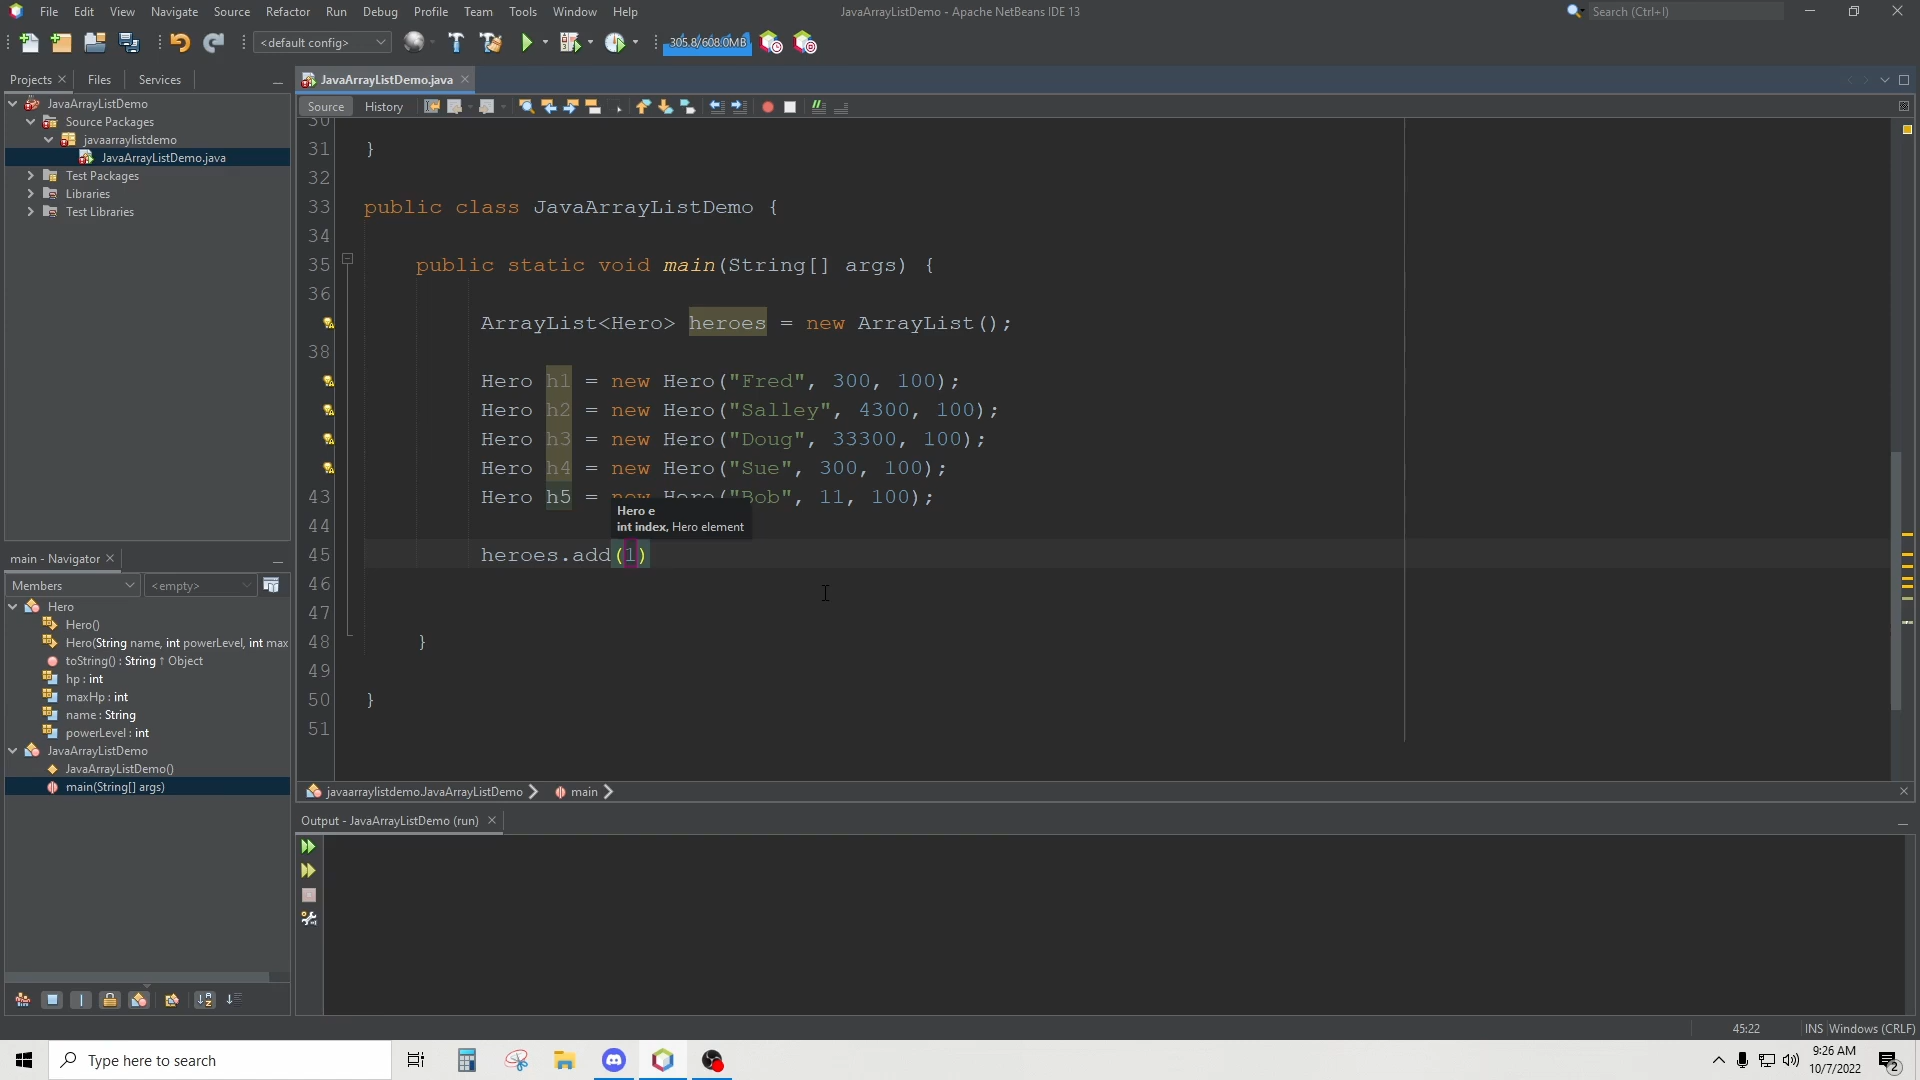 File Edit View Navigate Source Refactor Run Debug Profile Team Tools Window Help
JavaArrayListDemo - Apache NetBeans IDE 13
Search (Ctrl+I)
<default config>
305.8/608.0MB
Projects Files Services
JavaArrayListDemo.java
Source History
JavaArrayListDemo
Source Packages
javaarraylistdemo
JavaArrayListDemo.java
Test Packages
Libraries
Test Libraries
30
31 }
32
33 public class JavaArrayListDemo {
34
35 public static void main(String[] args) {
36
ArrayList<Hero> heroes = new ArrayList();
38
Hero h1 = new Hero("Fred", 300, 100);
Hero h2 = new Hero("Salley", 4300, 100);
Hero h3 = new Hero("Doug", 33300, 100);
Hero h4 = new Hero("Sue", 300, 100);
43 Hero h5 = new Hero("Bob", 11, 100);
Hero e
int index, Hero element
44
45 heroes.add(1)
46
47
48 }
49
50 }
51
main - Navigator
Members <empty>
Hero
Hero()
Hero(String name, int powerLevel, int max
toString() : String ↑ Object
hp : int
maxHp : int
name : String
powerLevel : int
JavaArrayListDemo
JavaArrayListDemo()
main(String[] args)
javaarraylistdemo.JavaArrayListDemo main
Output - JavaArrayListDemo (run)
45:22 INS Windows (CRLF)
Type here to search
9:26 AM
10/7/2022
2